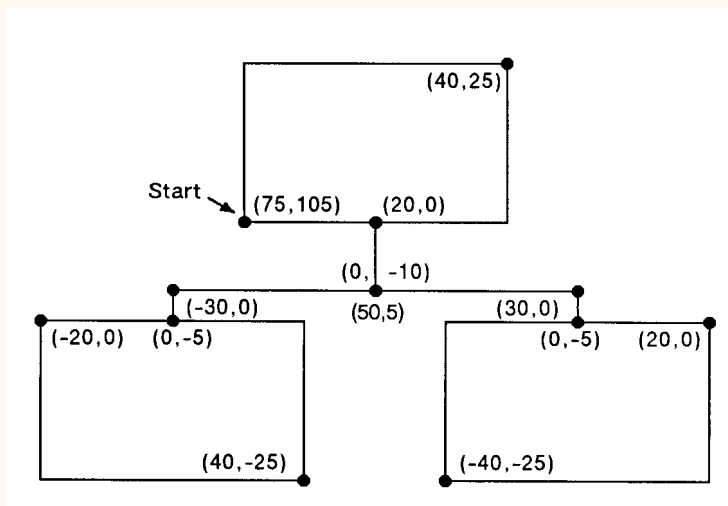 (40,25)
Start
(75,105) (20,0)
(0, -10)
(-30,0) (50,5) (30,0)
(-20,0) (0,-5) (0,-5) (20,0)
(40,-25) (-40,-25)